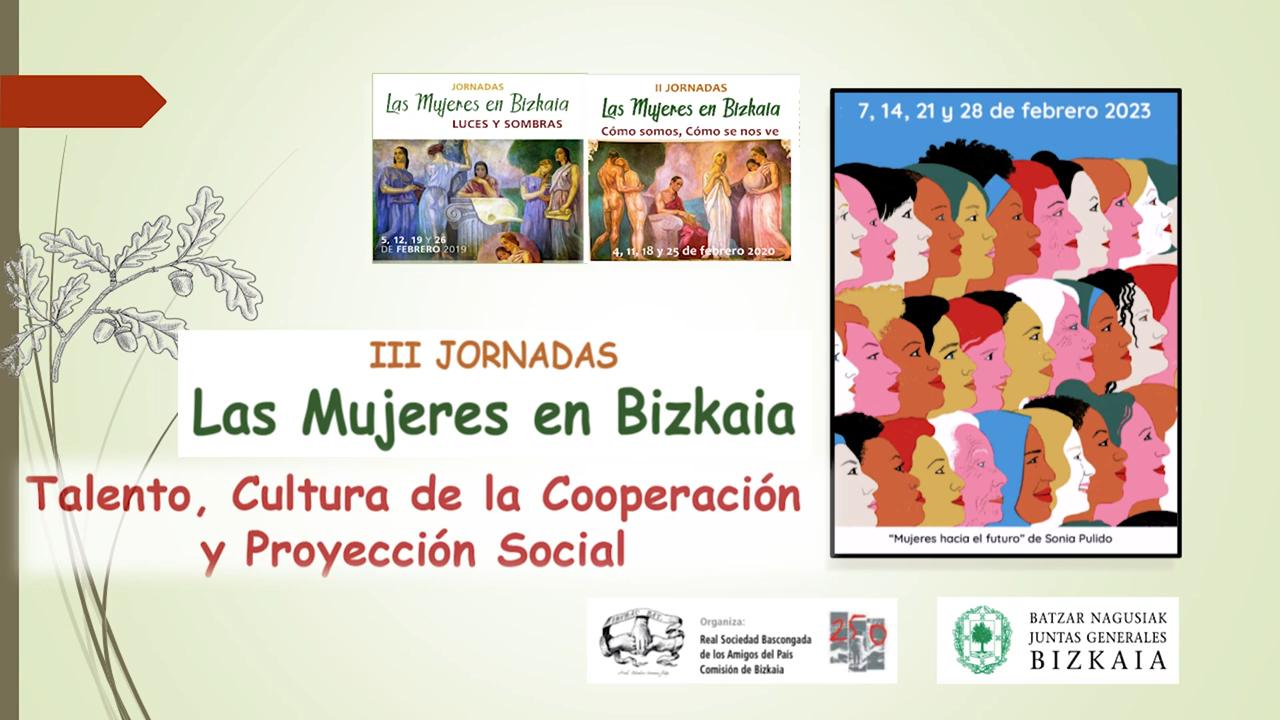 JORNADAS
Las Mujeres en Bizkaia
LUCES Y SOMBRAS
5, 12, 19 Y 26
DE FEBRERO 2019
II JORNADAS
Las Mujeres en Bizkaia
Cómo somos, Cómo se nos ve
4, 11, 18 y 25 de febrero 2020
7, 14, 21 y 28 de febrero 2023
"Mujeres hacia el futuro" de Sonia Pulido
III JORNADAS
Las Mujeres en Bizkaia
Talento, Cultura de la Cooperación
y Proyección Social
Organiza:
Real Sociedad Bascongada
de los Amigos del País
Comisión de Bizkaia
250
BATZAR NAGUSIAK
JUNTAS GENERALES
BIZKAIA